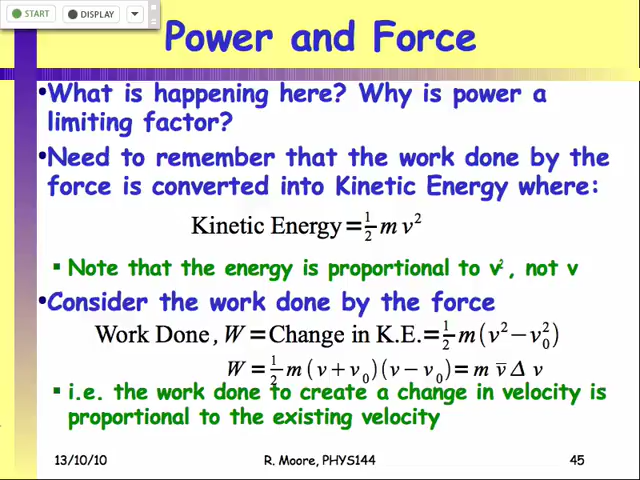 START DISPLAY
Power and Force
•What is happening here? Why is power a
limiting factor?
•Need to remember that the work done by the
force is converted into Kinetic Energy where:
Kinetic Energy=½ m v²
▪ Note that the energy is proportional to v², not v
•Consider the work done by the force
Work Done, W=Change in K.E.=½ m(v²−v₀²)
W=½ m(v+v₀)(v−v₀)=m v̅ Δ v
▪ i.e. the work done to create a change in velocity is
proportional to the existing velocity
13/10/10 R. Moore, PHYS144 45